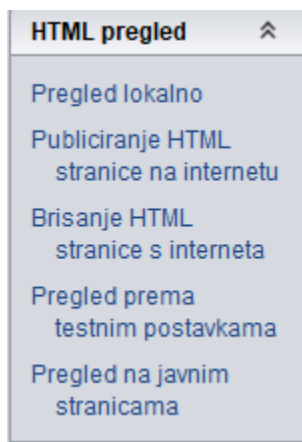 HTML pregled
Pregled lokalno
Publiciranje HTML
stranice na internetu
Brisanje HTML
stranice s interneta
Pregled prema
testnim postavkama
Pregled na javnim
stranicama